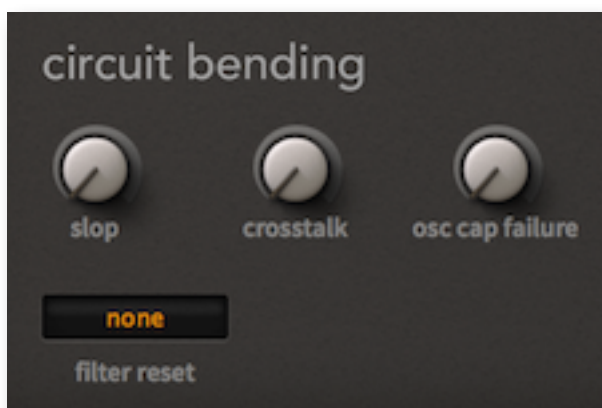 circuit bending
slop crosstalk osc cap failure
none
filter reset